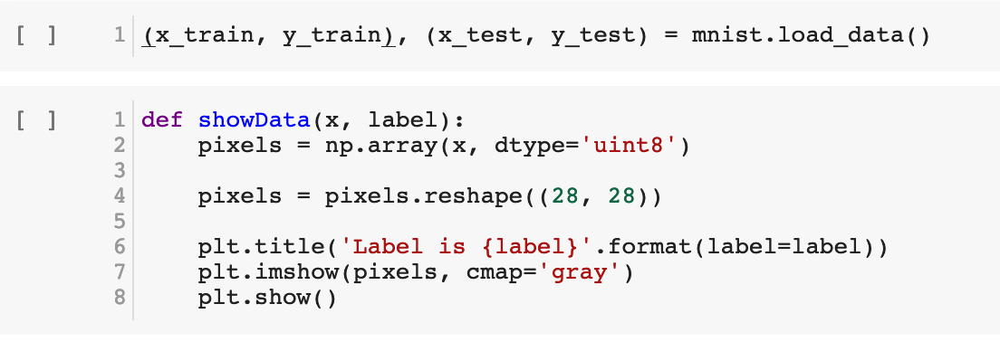 [ ] 1 (x_train, y_train), (x_test, y_test) = mnist.load_data()
[ ] 1 def showData(x, label):
2     pixels = np.array(x, dtype='uint8')
3
4     pixels = pixels.reshape((28, 28))
5
6     plt.title('Label is {label}'.format(label=label))
7     plt.imshow(pixels, cmap='gray')
8     plt.show()